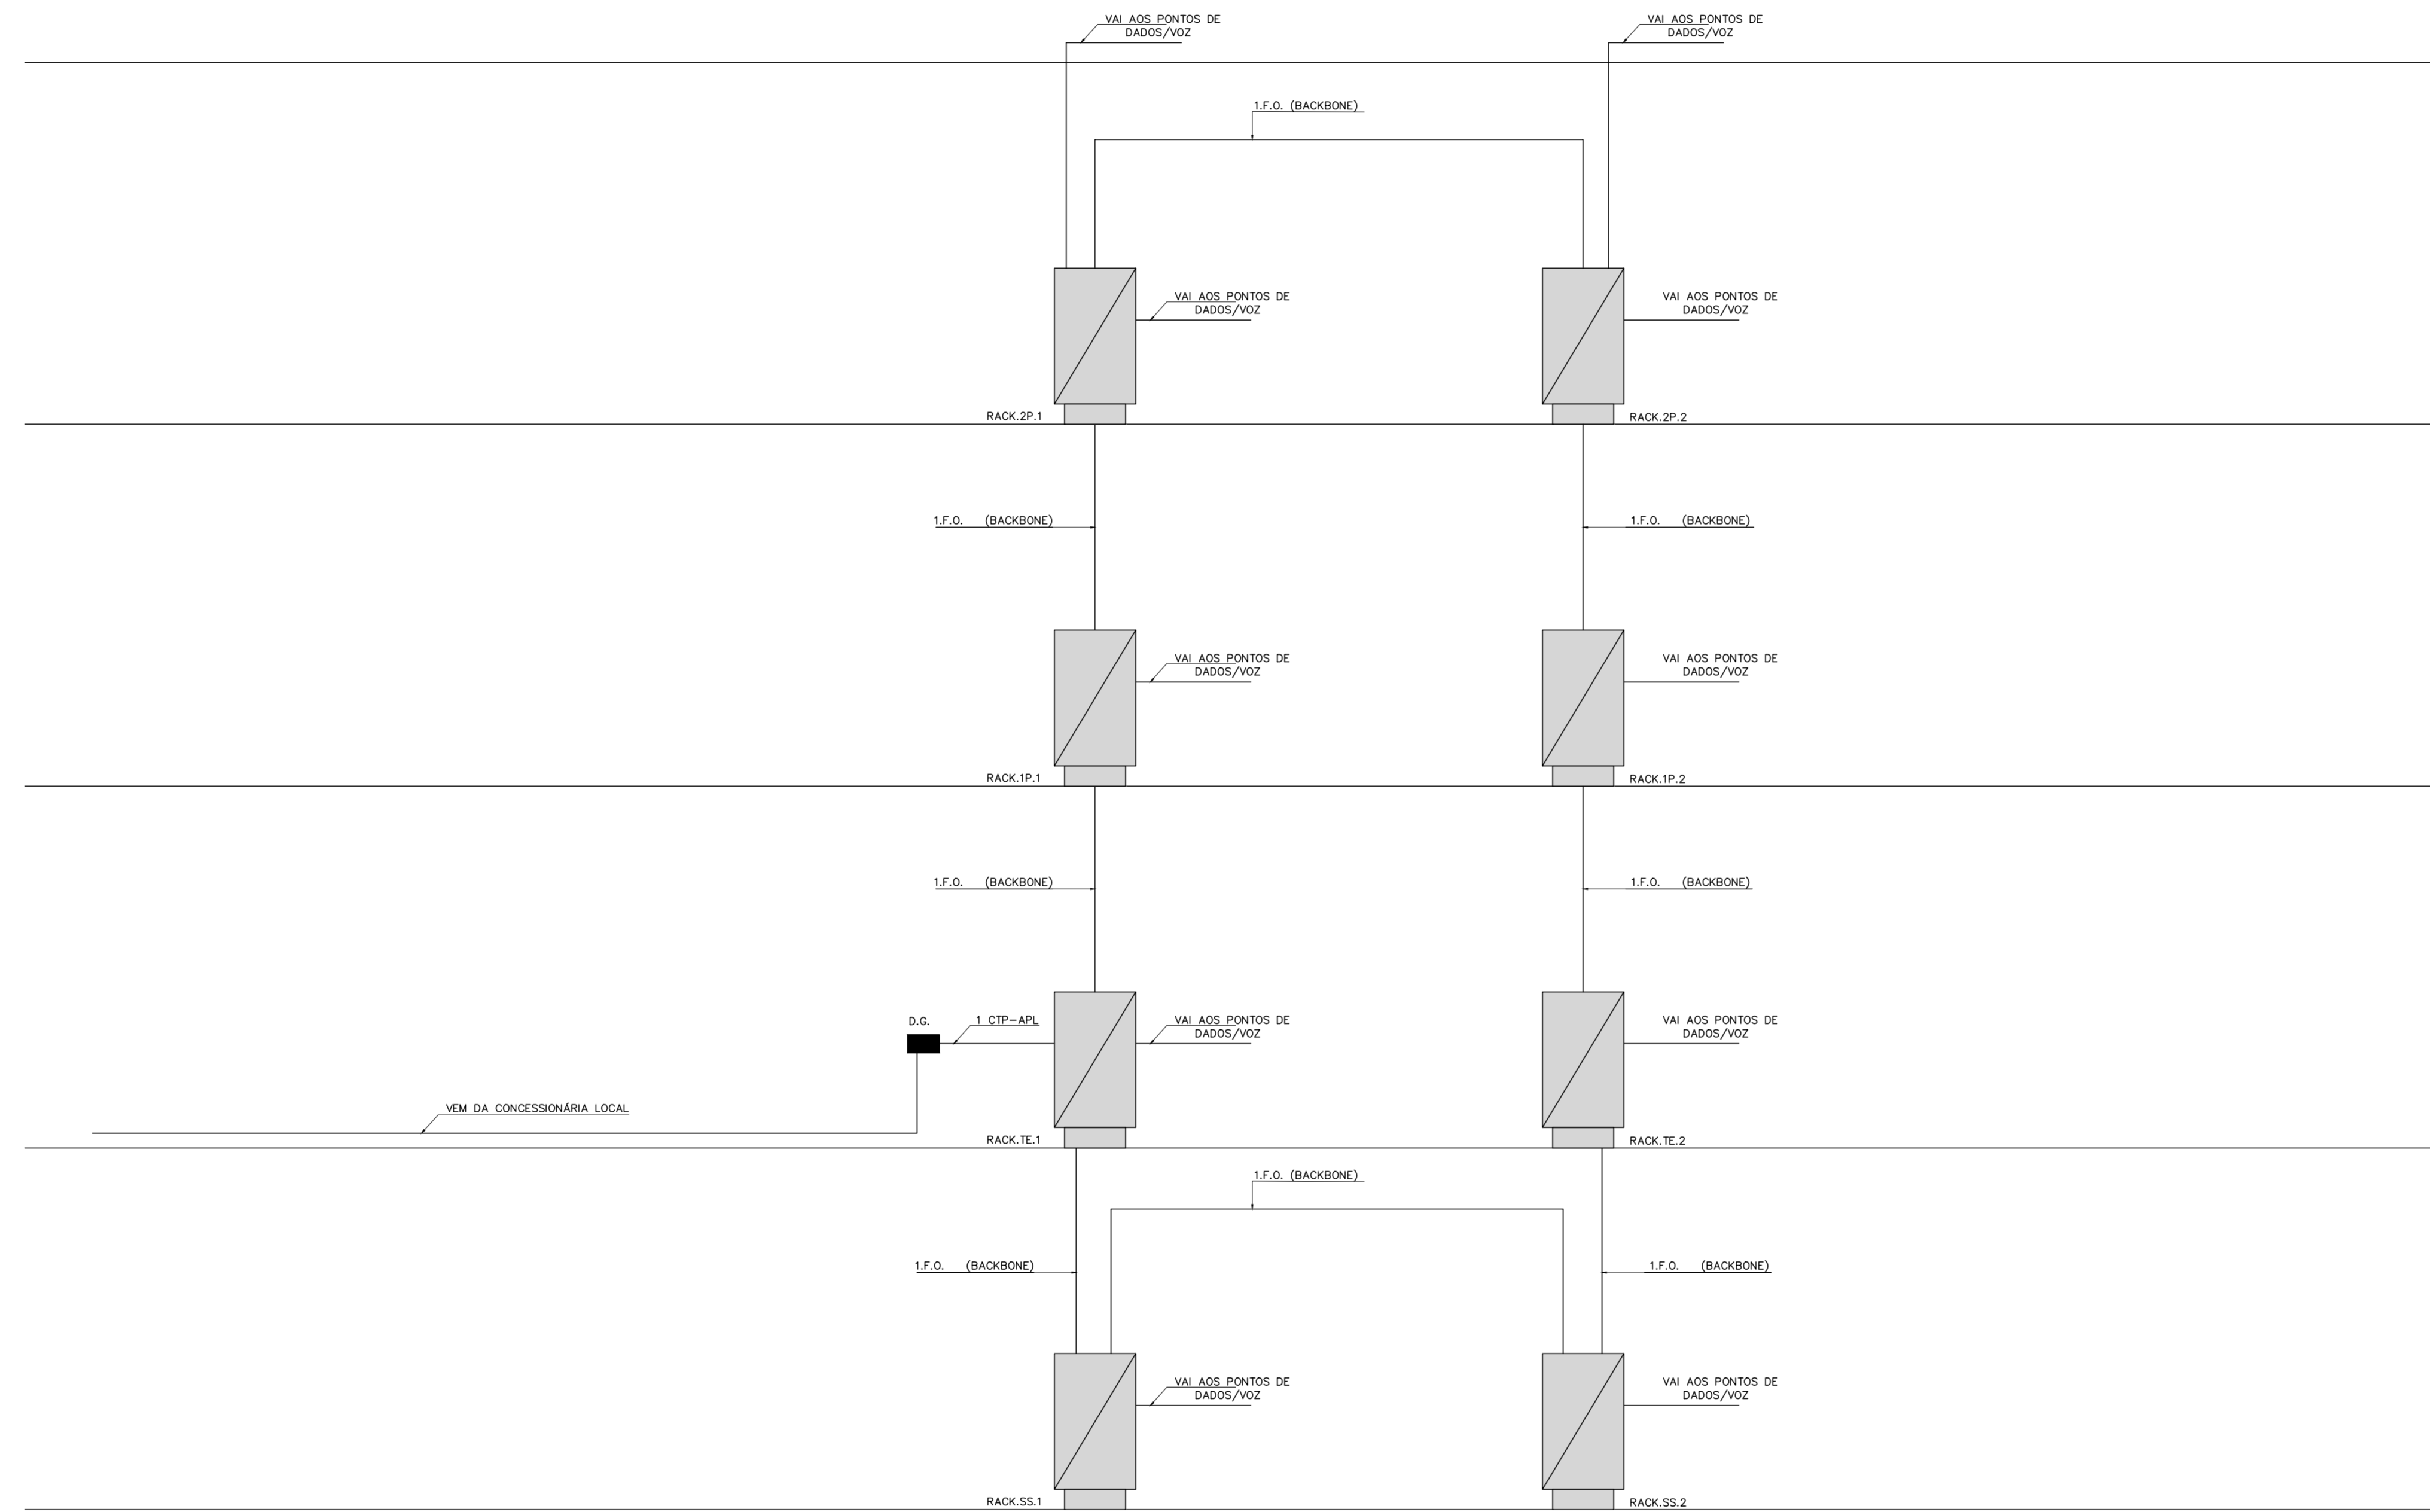 VAI AOS PONTOS DE
DADOS/VOZ
VAI AOS PONTOS DE
DADOS/VOZ
1.F.O. (BACKBONE)
VAI AOS PONTOS DE
DADOS/VOZ
VAI AOS PONTOS DE
DADOS/VOZ
RACK.2P.1
RACK.2P.2
1.F.O. (BACKBONE)
1.F.O. (BACKBONE)
VAI AOS PONTOS DE
DADOS/VOZ
VAI AOS PONTOS DE
DADOS/VOZ
RACK.1P.1
RACK.1P.2
1.F.O. (BACKBONE)
1.F.O. (BACKBONE)
D.G.
1 CTP-APL
VAI AOS PONTOS DE
DADOS/VOZ
VAI AOS PONTOS DE
DADOS/VOZ
VEM DA CONCESSIONÁRIA LOCAL
RACK.TE.1
RACK.TE.2
1.F.O. (BACKBONE)
1.F.O. (BACKBONE)
1.F.O. (BACKBONE)
VAI AOS PONTOS DE
DADOS/VOZ
VAI AOS PONTOS DE
DADOS/VOZ
RACK.SS.1
RACK.SS.2